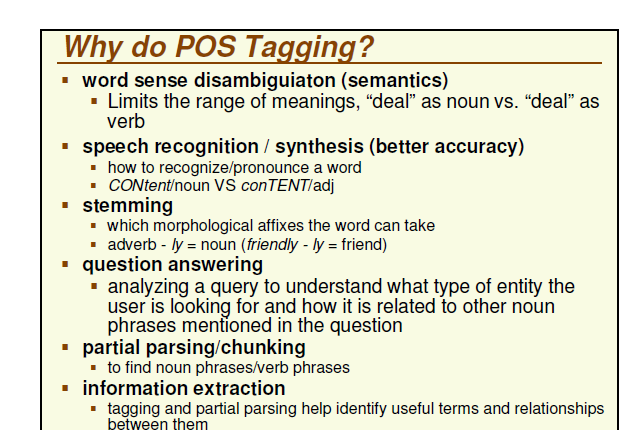 Why do POS Tagging?
▪ word sense disambiguiaton (semantics)
▪ Limits the range of meanings, “deal” as noun vs. “deal” as
verb
▪ speech recognition / synthesis (better accuracy)
▪ how to recognize/pronounce a word
▪ CONtent/noun VS conTENT/adj
▪ stemming
▪ which morphological affixes the word can take
▪ adverb - ly = noun (friendly - ly = friend)
▪ question answering
▪ analyzing a query to understand what type of entity the
user is looking for and how it is related to other noun
phrases mentioned in the question
▪ partial parsing/chunking
▪ to find noun phrases/verb phrases
▪ information extraction
▪ tagging and partial parsing help identify useful terms and relationships
between them